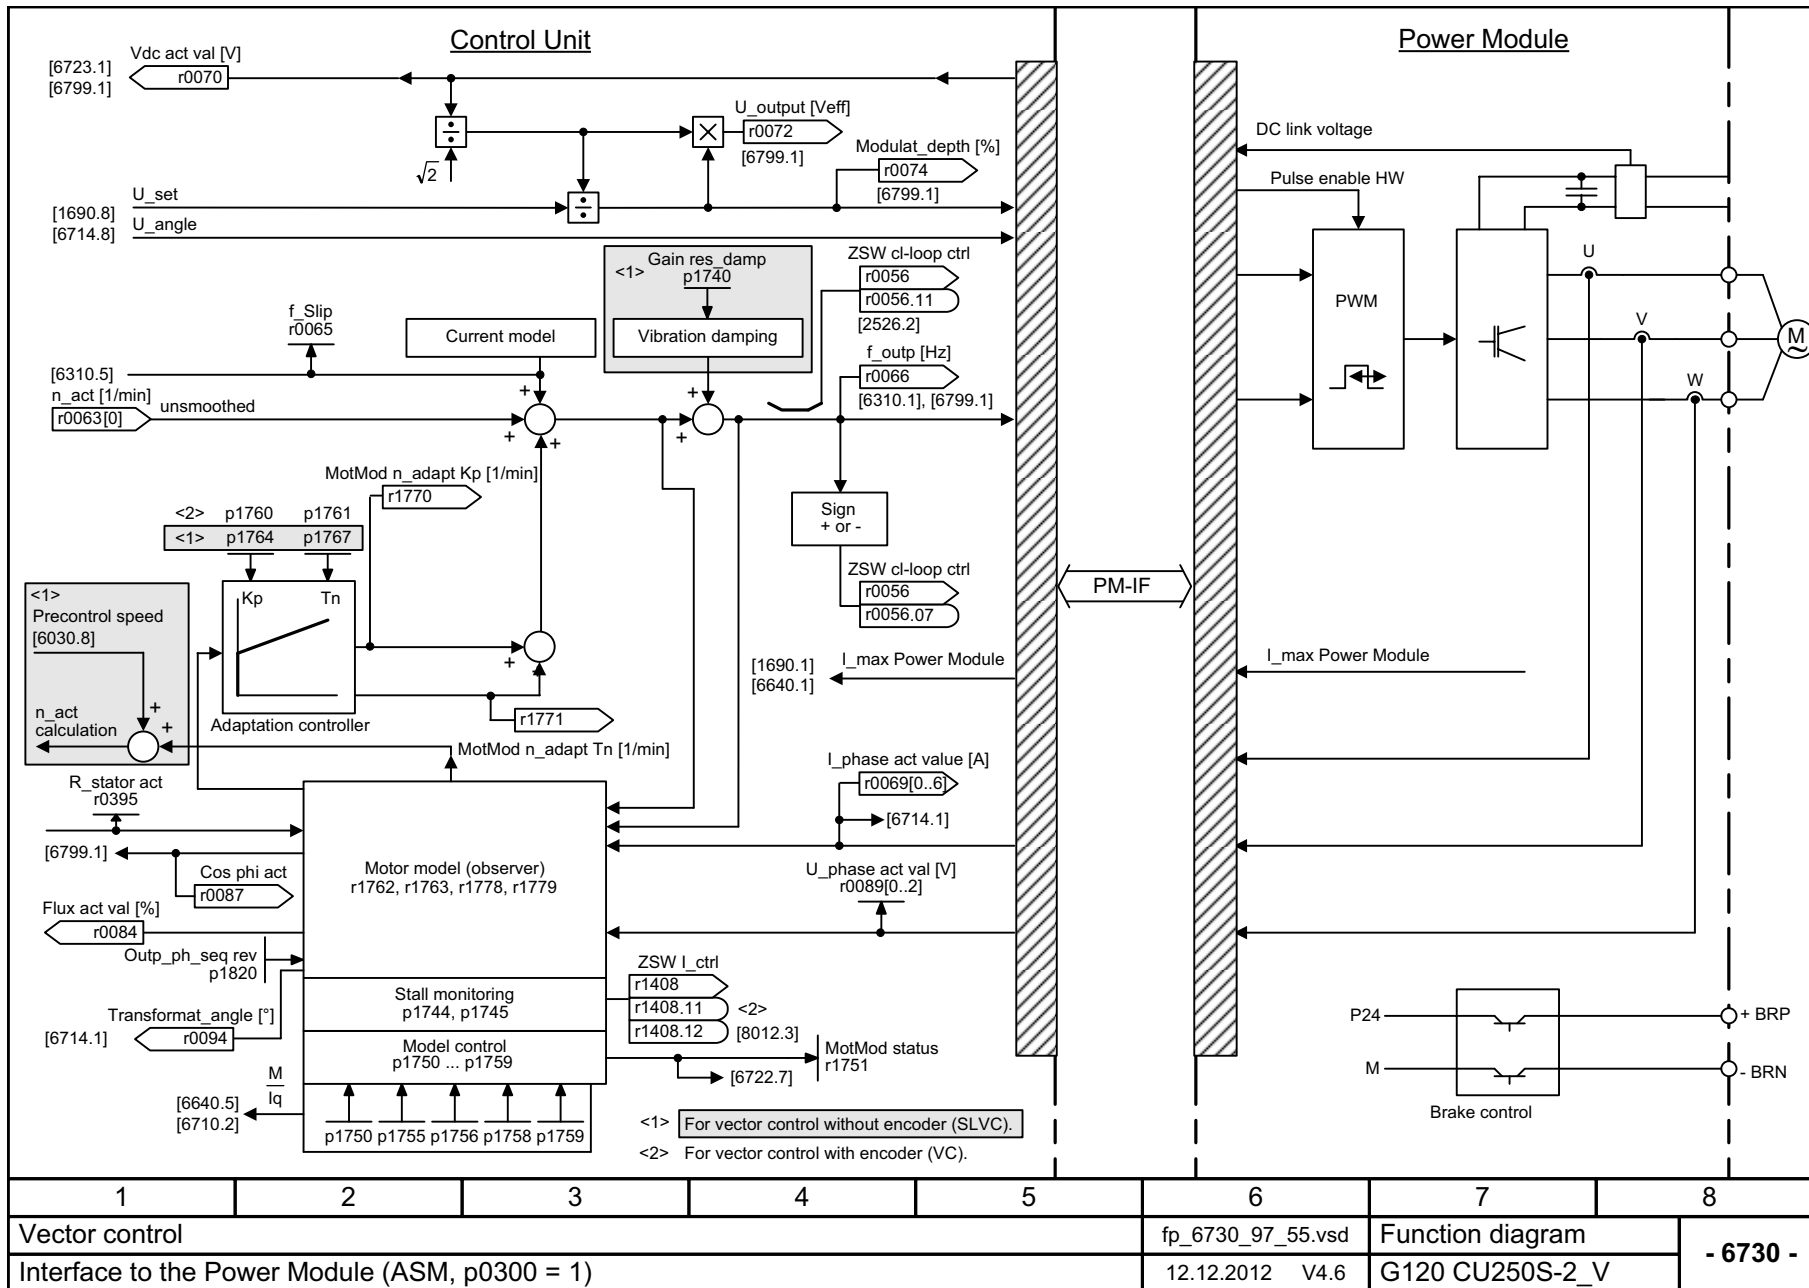 Control Unit
Power Module
Vdc act val [V]
[6723.1]
[6799.1]
r0070
U_output [Veff]
r0072
[6799.1]
√2
Modulat_depth [%]
r0074
[6799.1]
U_set
[1690.8]
[6714.8]
U_angle
DC link voltage
Pulse enable HW
PWM
U
V
W
M
~
<1>
Gain res_damp
p1740
Vibration damping
ZSW cl-loop ctrl
r0056
r0056.11
[2526.2]
f_Slip
r0065
Current model
f_outp [Hz]
r0066
[6310.1], [6799.1]
[6310.5]
n_act [1/min]
r0063[0]
unsmoothed
+
+
+
+
+
MotMod n_adapt Kp [1/min]
r1770
<2> p1760 p1761
<1> p1764 p1767
Kp Tn
Adaptation controller
+
+
r1771
MotMod n_adapt Tn [1/min]
Sign
+ or -
ZSW cl-loop ctrl
r0056
r0056.07
PM-IF
<1>
Precontrol speed
[6030.8]
n_act
calculation
+
+
[1690.1]
[6640.1]
I_max Power Module
I_max Power Module
R_stator act
r0395
[6799.1]
Cos phi act
r0087
Flux act val [%]
r0084
Outp_ph_seq rev
p1820
Transformat_angle [°]
[6714.1]
r0094
Motor model (observer)
r1762, r1763, r1778, r1779
Stall monitoring
p1744, p1745
Model control
p1750 ... p1759
I_phase act value [A]
r0069[0..6]
[6714.1]
U_phase act val [V]
r0089[0..2]
ZSW I_ctrl
r1408
r1408.11
r1408.12
<2>
[8012.3]
MotMod status
r1751
[6722.7]
M
Iq
[6640.5]
[6710.2]
p1750 p1755 p1756 p1758 p1759
<1> For vector control without encoder (SLVC).
<2> For vector control with encoder (VC).
P24
M
+ BRP
- BRN
Brake control
1 2 3 4 5 6 7 8
Vector control
fp_6730_97_55.vsd
Function diagram
- 6730 -
Interface to the Power Module (ASM, p0300 = 1)
12.12.2012 V4.6
G120 CU250S-2_V